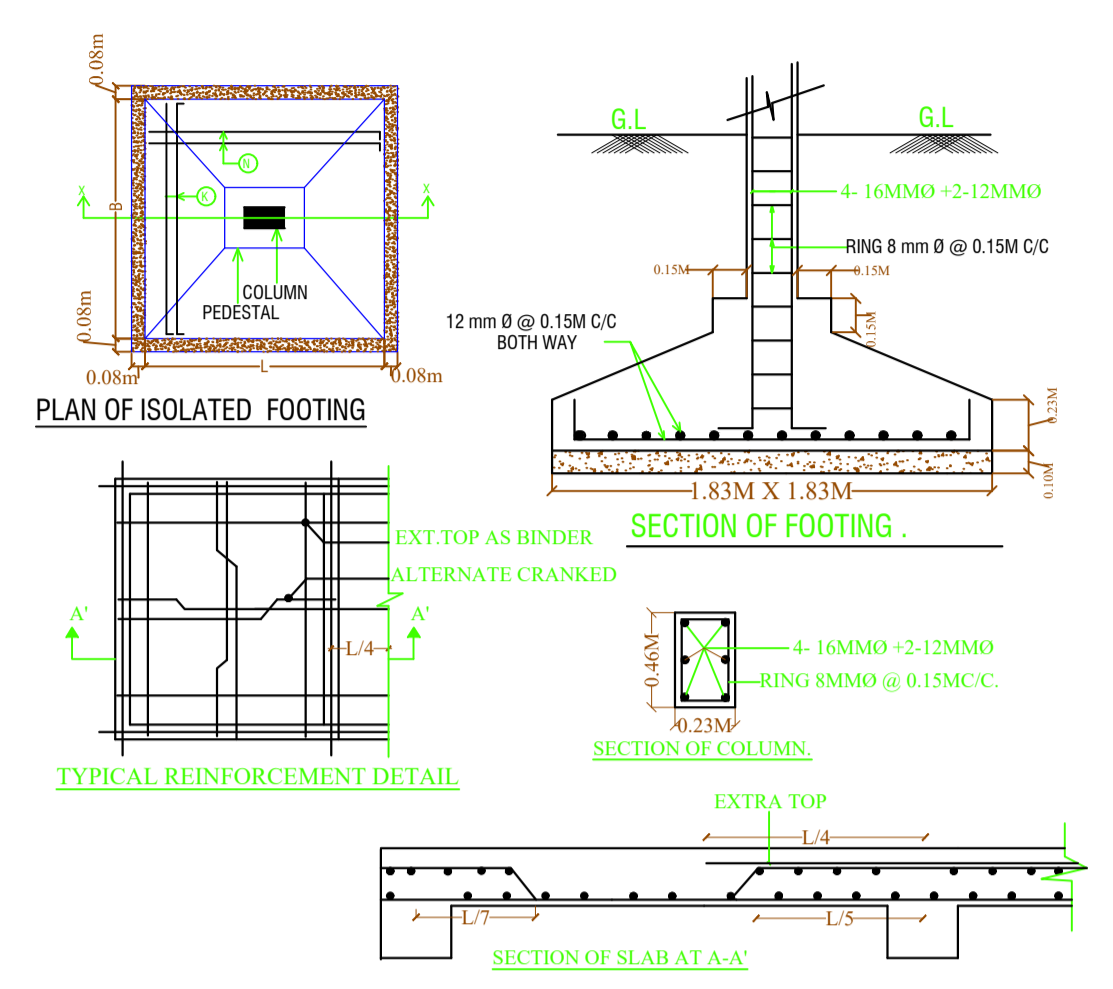 0.08m
X
X
N
K
B
COLUMN
PEDESTAL
0.08m
L
0.08m
0.08m
PLAN OF ISOLATED FOOTING
G.L
G.L
4- 16MMØ +2-12MMØ
RING 8 mm Ø @ 0.15M C/C
0.15M
0.15M
0.15M
12 mm Ø @ 0.15M C/C
BOTH WAY
0.23M
0.10M
1.83M X 1.83M
SECTION OF FOOTING .
EXT.TOP AS BINDER
ALTERNATE CRANKED
A'
A'
L/4
TYPICAL REINFORCEMENT DETAIL
0.46M
4- 16MMØ +2-12MMØ
RING 8MMØ @ 0.15MC/C.
0.23M
SECTION OF COLUMN.
EXTRA TOP
L/4
L/7
L/5
SECTION OF SLAB AT A-A'